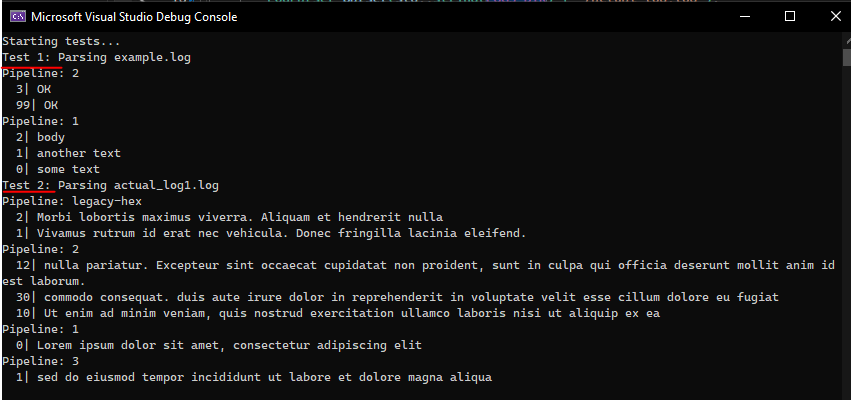 Microsoft Visual Studio Debug Console
Starting tests...
Test 1: Parsing example.log
Pipeline: 2
3| OK
99| OK
Pipeline: 1
2| body
1| another text
0| some text
Test 2: Parsing actual_log1.log
Pipeline: legacy-hex
2| Morbi lobortis maximus viverra. Aliquam et hendrerit nulla
1| Vivamus rutrum id erat nec vehicula. Donec fringilla lacinia eleifend.
Pipeline: 2
12| nulla pariatur. Excepteur sint occaecat cupidatat non proident, sunt in culpa qui officia deserunt mollit anim id
est laborum.
30| commodo consequat. duis aute irure dolor in reprehenderit in voluptate velit esse cillum dolore eu fugiat
10| Ut enim ad minim veniam, quis nostrud exercitation ullamco laboris nisi ut aliquip ex ea
Pipeline: 1
0| Lorem ipsum dolor sit amet, consectetur adipiscing elit
Pipeline: 3
1| sed do eiusmod tempor incididunt ut labore et dolore magna aliqua